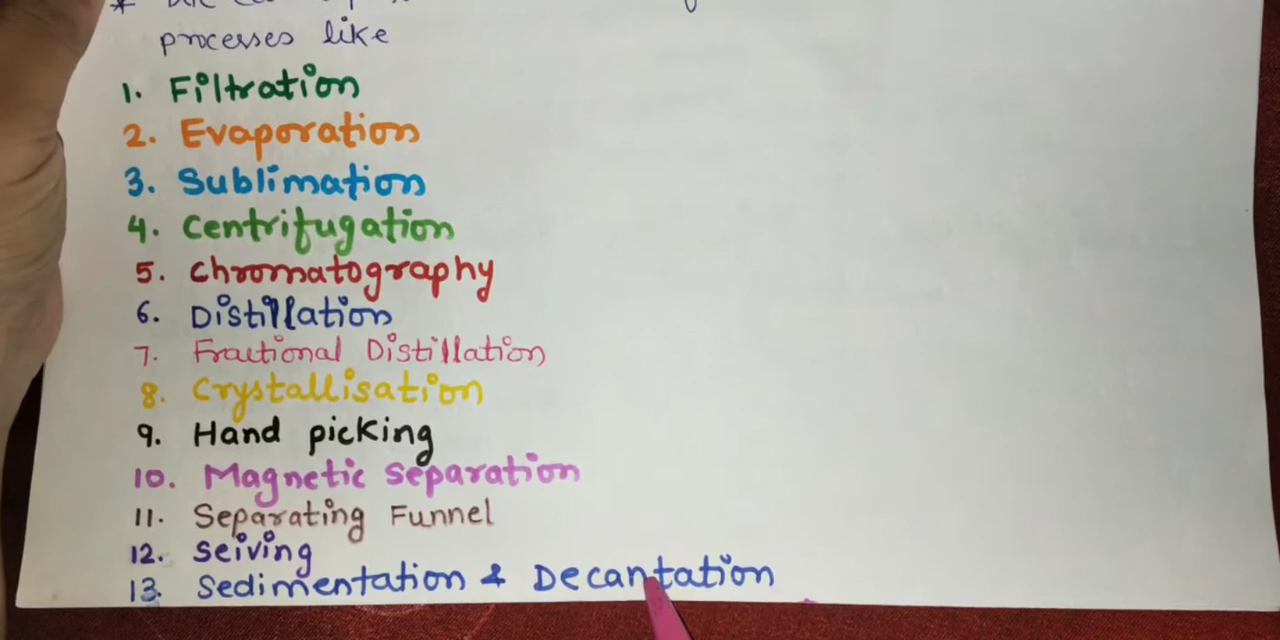 processes like
1. Filtration
2. Evaporation
3. Sublimation
4. Centrifugation
5. Chromatography
6. Distillation
7. Fractional Distillation
8. Crystallisation
9. Hand picking
10. Magnetic Separation
11. Separating Funnel
12. Seiving
13. Sedimentation & Decantation